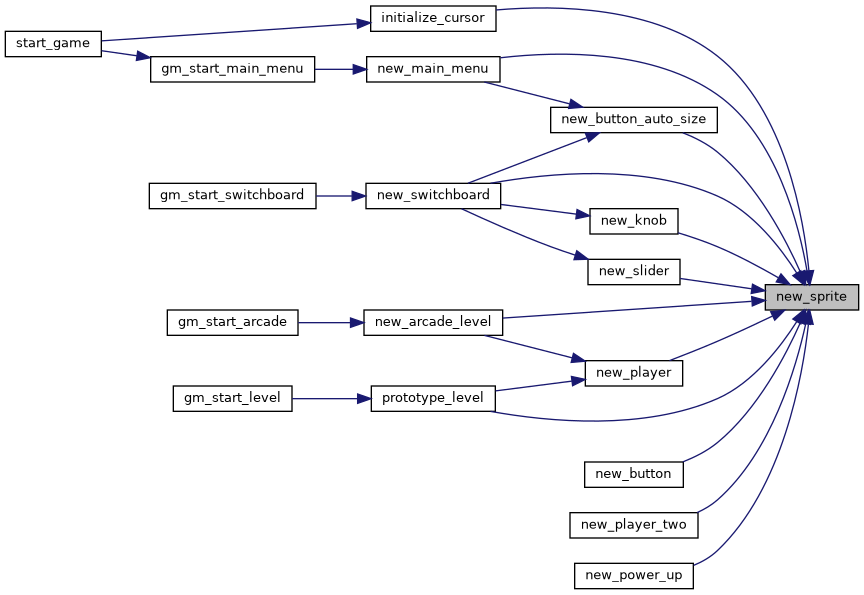 initialize_cursor
start_game
gm_start_main_menu
new_main_menu
new_button_auto_size
gm_start_switchboard
new_switchboard
new_knob
new_slider
new_sprite
gm_start_arcade
new_arcade_level
new_player
gm_start_level
prototype_level
new_button
new_player_two
new_power_up